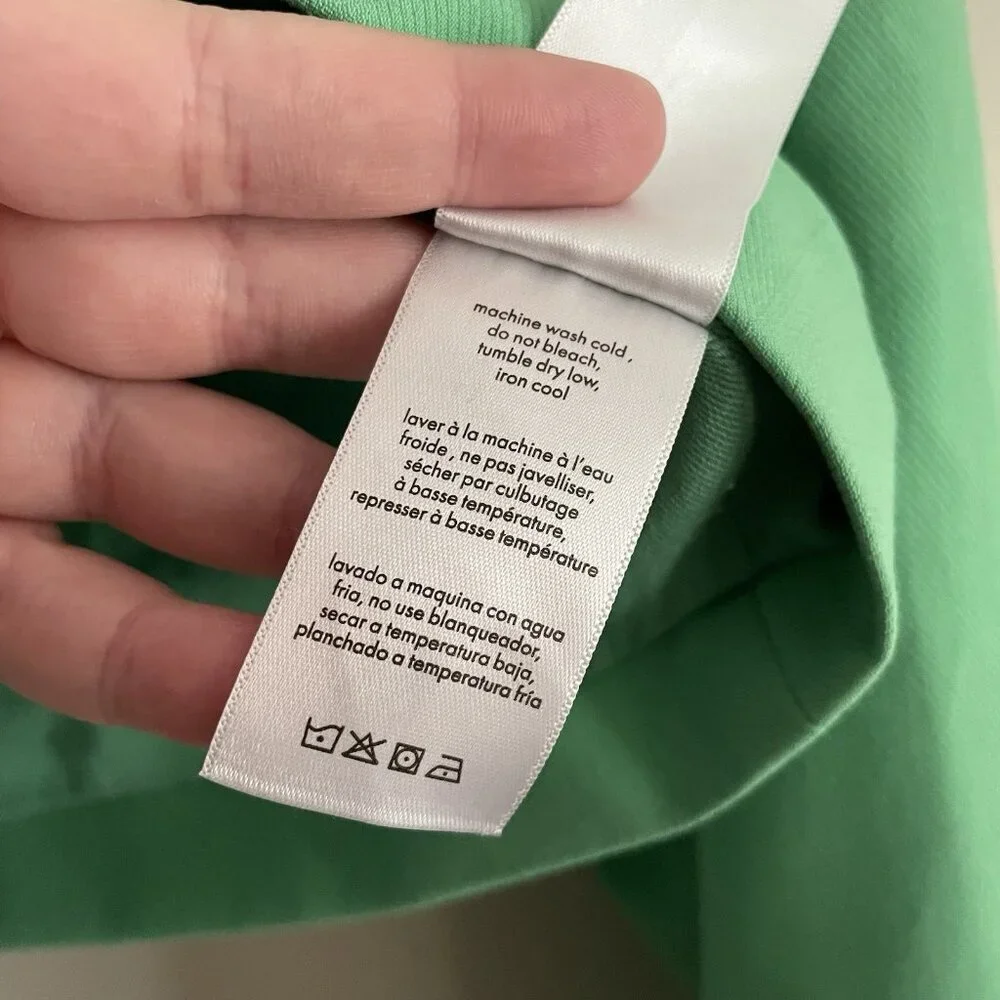 machine wash cold ,
do not bleach,
tumble dry low,
iron cool
laver à la machine à l'eau
froide , ne pas javelliser,
sécher par culbutage
à basse température,
represser à basse température
lavado a maquina con agua
fria, no use blanqueador,
secar a temperatura baja,
planchado a temperatura fría